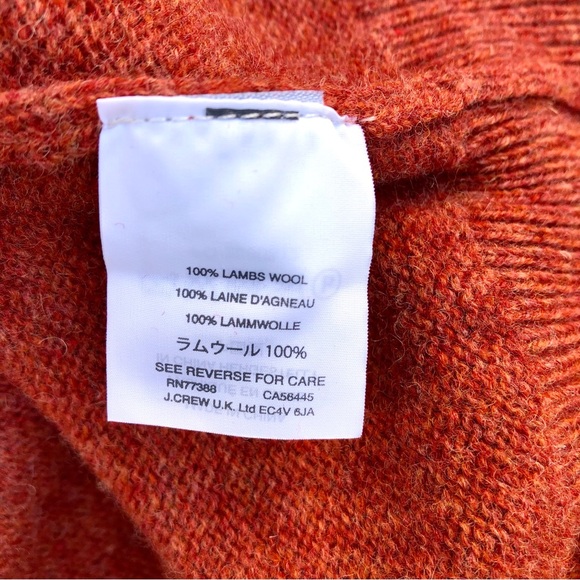 100% LAMBS WOOL
100% LAINE D'AGNEAU
100% LAMMWOLLE
ラムウール 100%
SEE REVERSE FOR CARE
RN77388 CA56445
J.CREW U.K. Ltd EC4V 6JA